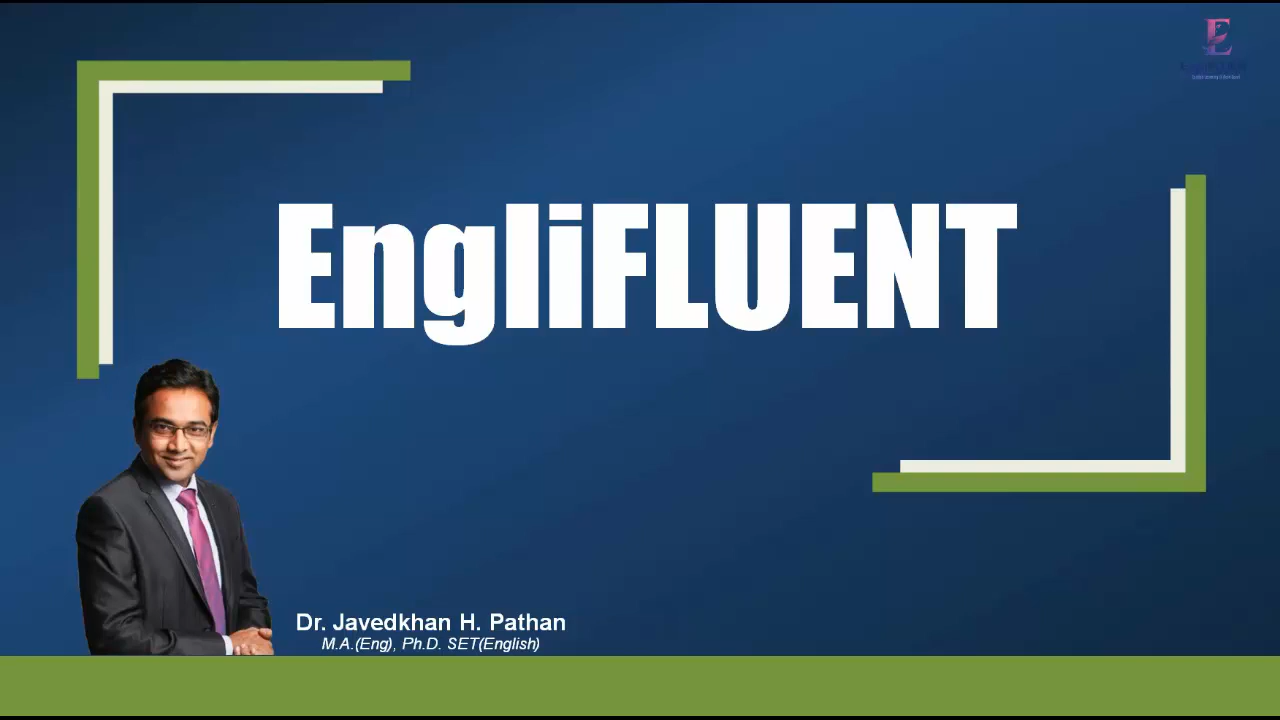 EngliFLUENT
Dr. Javedkhan H. Pathan
M.A.(Eng), Ph.D. SET(English)